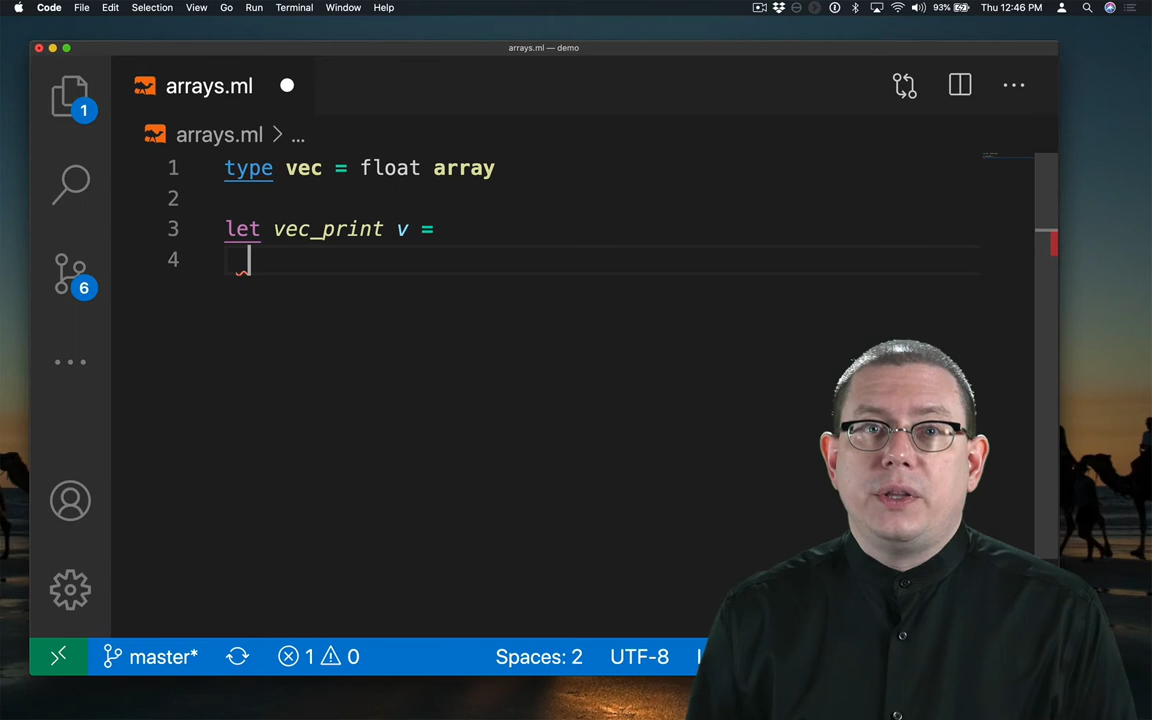 Code File Edit Selection View Go Run Terminal Window Help 93% Thu 12:46 PM
arrays.ml — demo
arrays.ml
1
arrays.ml > ...
1 type vec = float array
2
3 let vec_print v =
4
6
master* 1 0 Spaces: 2 UTF-8